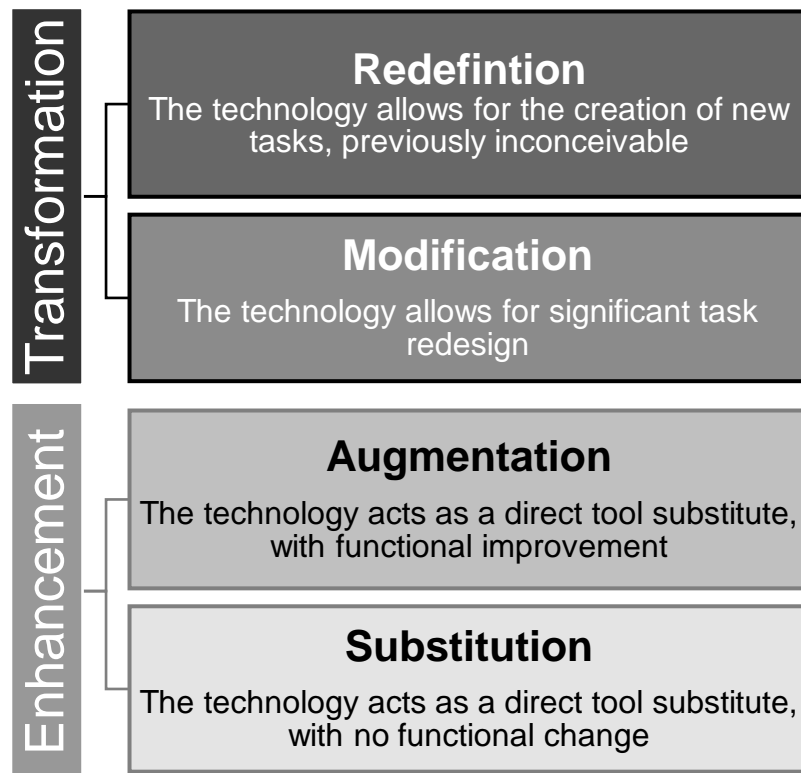 Transformation
Redefintion
The technology allows for the creation of new
tasks, previously inconceivable
Modification
The technology allows for significant task
redesign
Enhancement
Augmentation
The technology acts as a direct tool substitute,
with functional improvement
Substitution
The technology acts as a direct tool substitute,
with no functional change